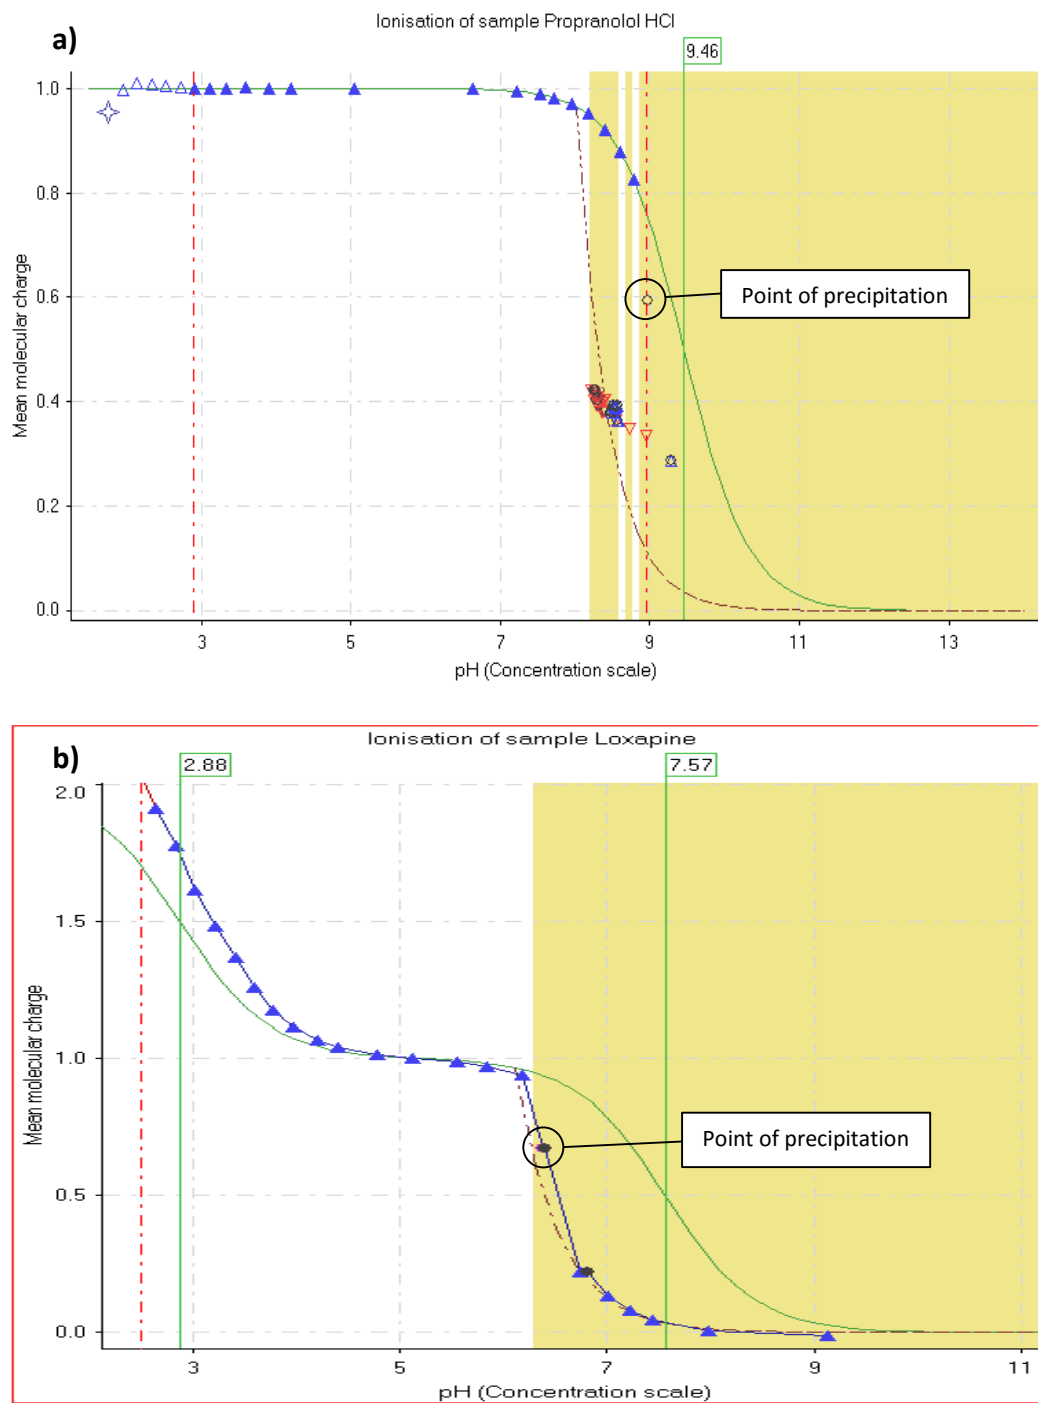 Ionisation of sample Propranolol HCl
a)
9.46
1.0
0.8
Mean molecular charge
0.6
Point of precipitation
0.4
0.2
0.0
3 5 7 9 11 13
pH (Concentration scale)
Ionisation of sample Loxapine
b)
2.88 7.57
2.0
1.5
Mean molecular charge
1.0
Point of precipitation
0.5
0.0
3 5 7 9 11
pH (Concentration scale)